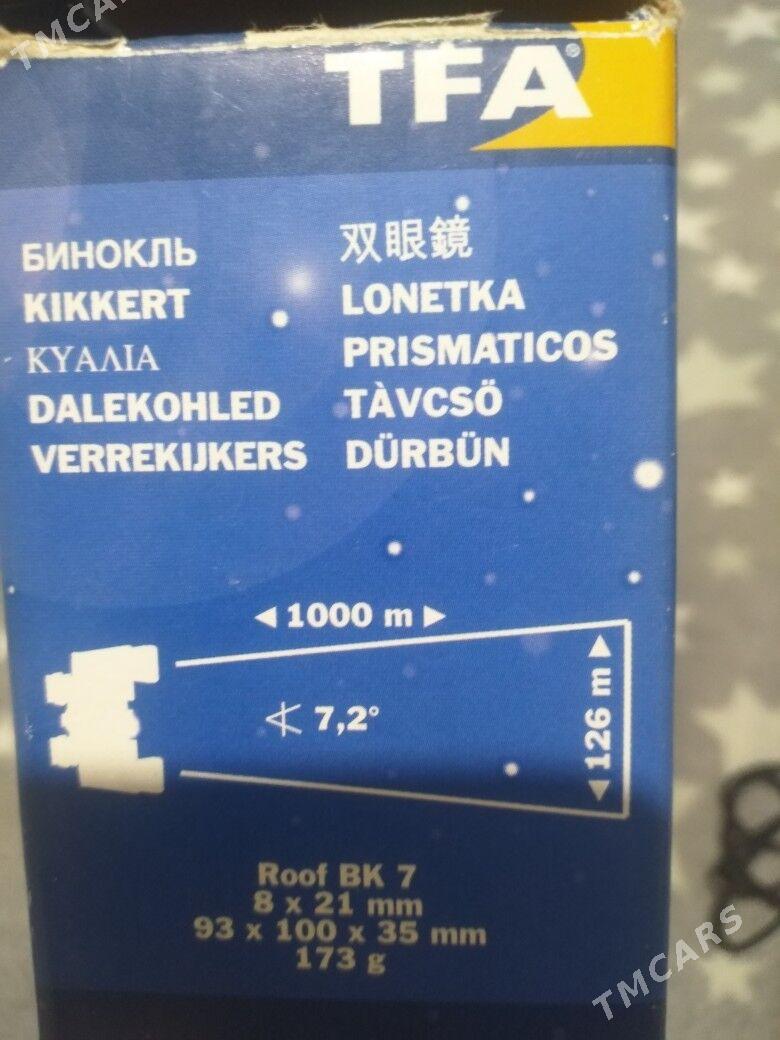 TMCARS
TFA®
БИНОКЛЬ
KIKKERT
ΚΥΑΛΙΑ
DALEKOHLED
VERREKIJKERS
双眼鏡
LONETKA
PRISMATICOS
TÀVCSÖ
DÜRBÜN
1000 m
7,2°
126 m
Roof BK 7
8 x 21 mm
93 x 100 x 35 mm
173 g
TMCARS